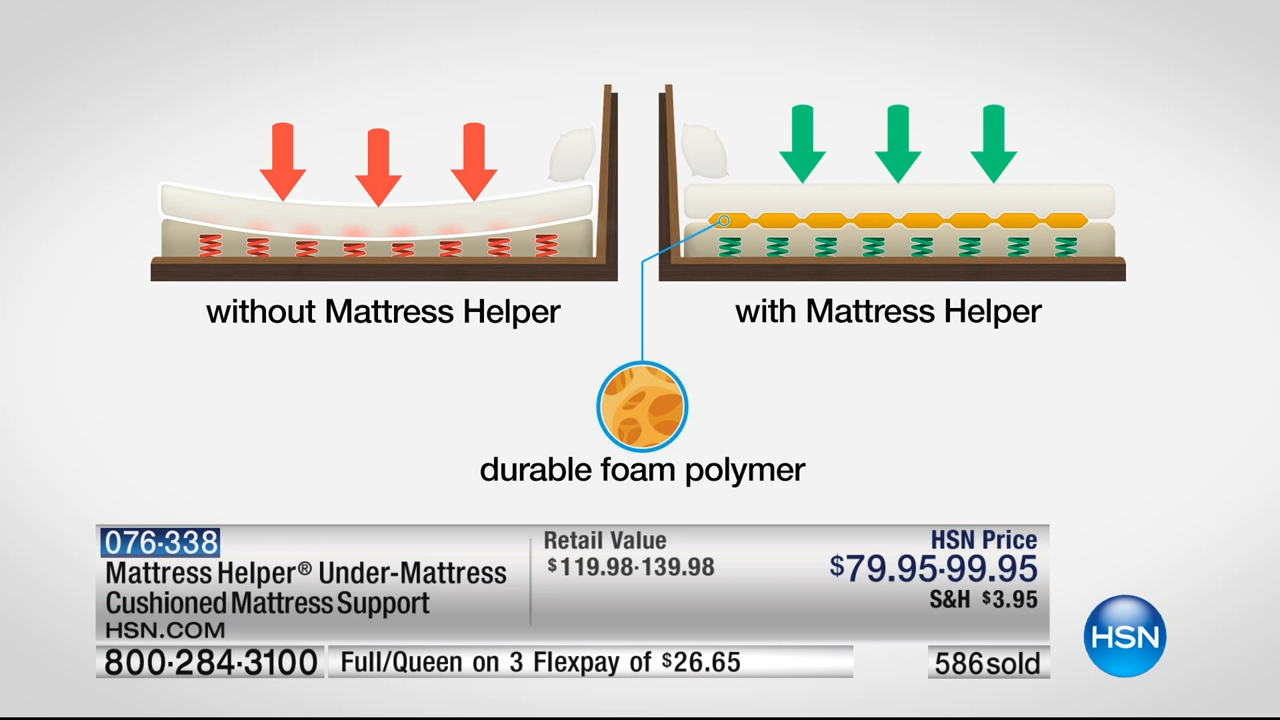 without Mattress Helper
with Mattress Helper
durable foam polymer
076-338
Mattress Helper® Under-Mattress
Cushioned Mattress Support
HSN.COM
Retail Value
$119.98-139.98
HSN Price
$79.95-99.95
S&H $3.95
800-284-3100
Full/Queen on 3 Flexpay of $26.65
586 sold
HSN